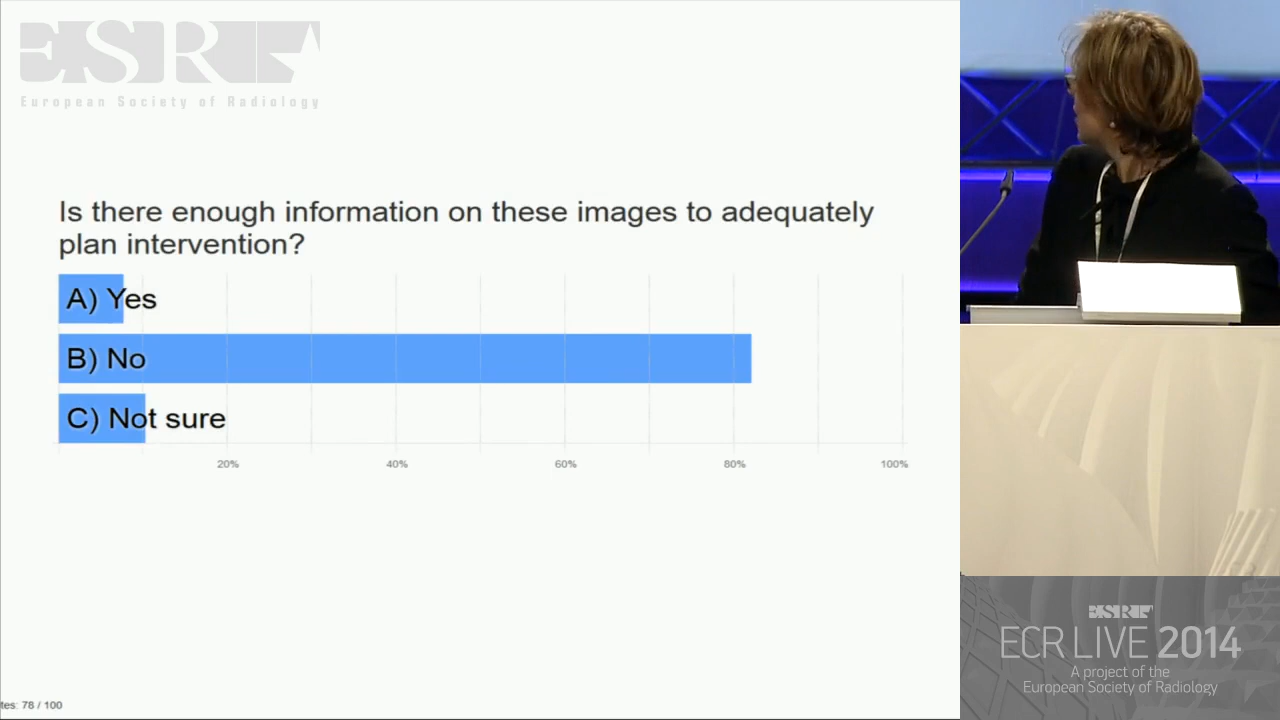 ESR
European Society of Radiology
Is there enough information on these images to adequately
plan intervention?
A) Yes
B) No
C) Not sure
20% 40% 60% 80% 100%
tes: 78 / 100
ESR
ECR LIVE 2014
A project of the
European Society of Radiology